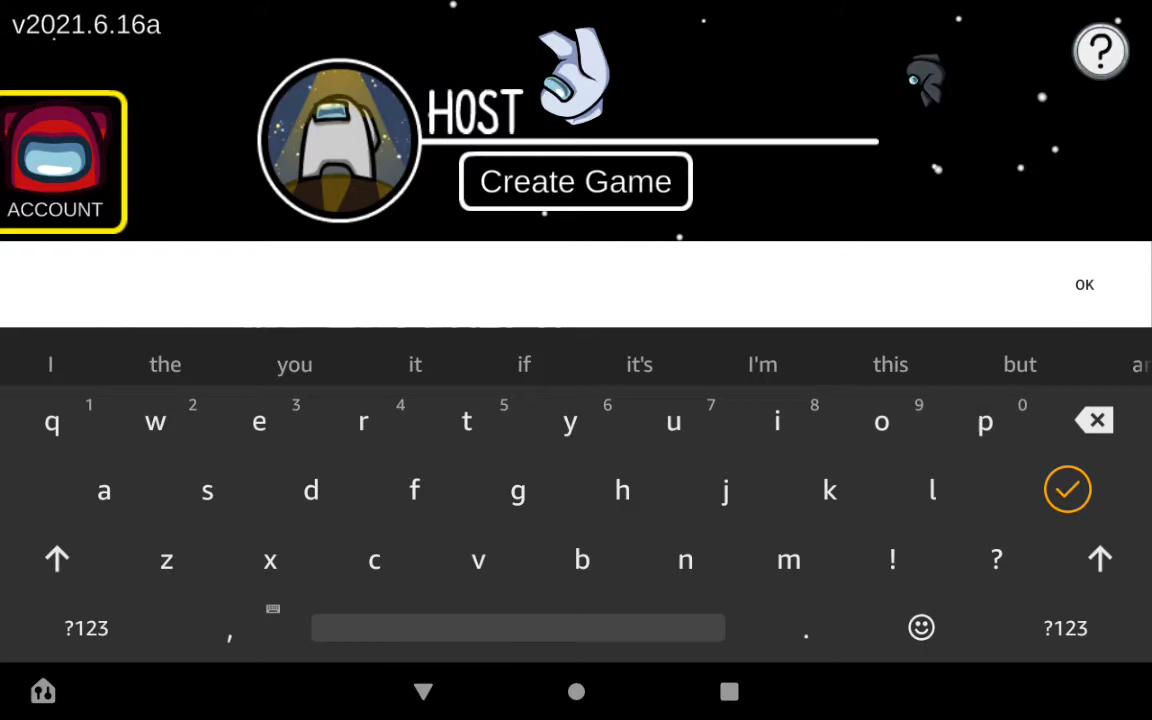 v2021.6.16a
?
HOST
ACCOUNT
Create Game
OK
I the you it if it's I'm this but
1 2 3 4 5 6 7 8 9 0
q w e r t y u i o p
a s d f g h j k l
z x c v b n m ! ?
?123 , . ?123